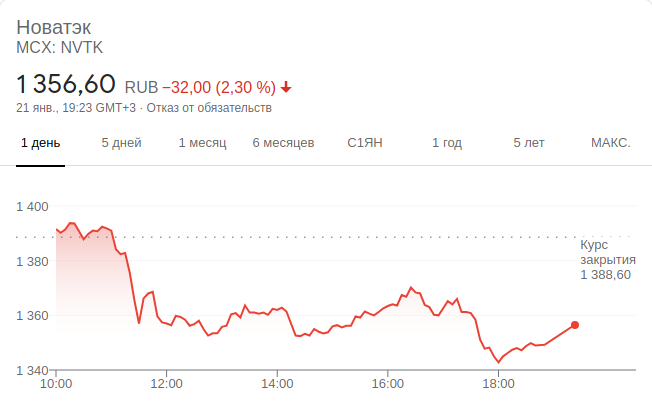 Новатэк
MCX: NVTK
1 356,60 RUB −32,00 (2,30 %)
21 янв., 19:23 GMT+3 · Отказ от обязательств
1 день 5 дней 1 месяц 6 месяцев С1ЯН 1 год 5 лет МАКС.
1 400
Курс
закрытия
1 388,60
1 380
1 360
1 340
10:00 12:00 14:00 16:00 18:00